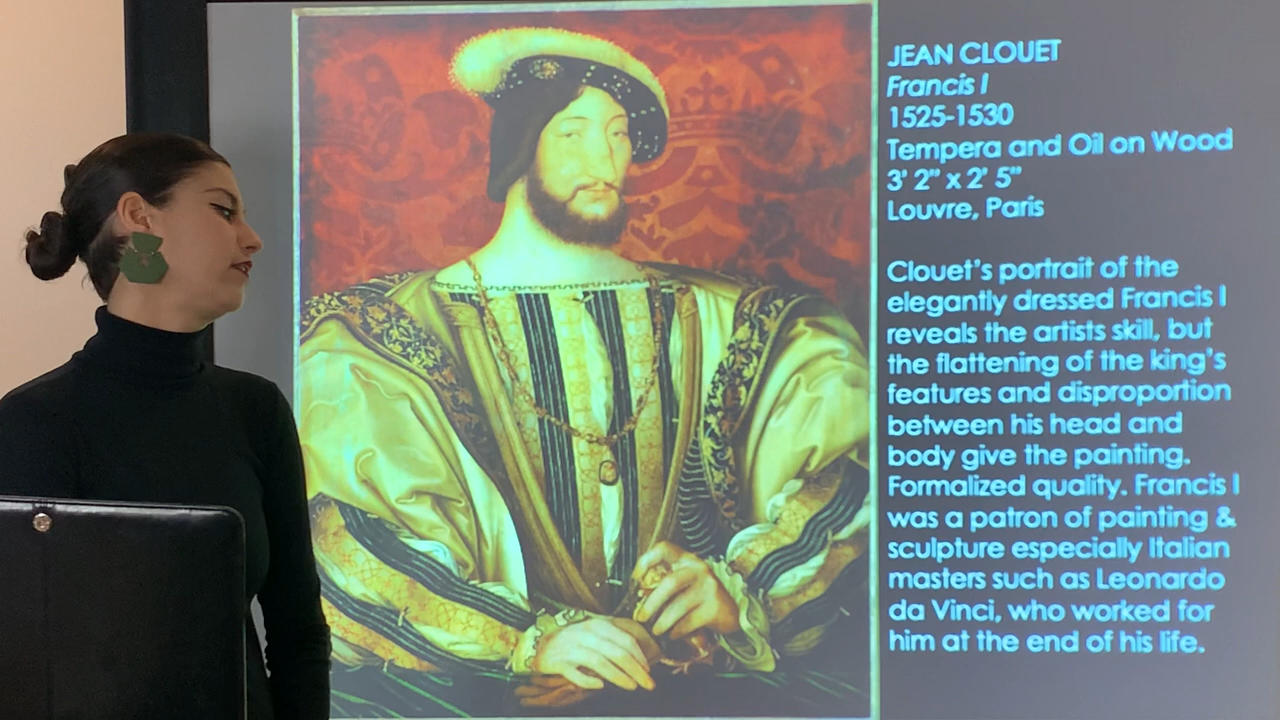 JEAN CLOUET
Francis I
1525-1530
Tempera and Oil on Wood
3' 2" x 2' 5"
Louvre, Paris
Clouet's portrait of the
elegantly dressed Francis I
reveals the artists skill, but
the flattening of the king's
features and disproportion
between his head and
body give the painting.
Formalized quality. Francis I
was a patron of painting &
sculpture especially Italian
masters such as Leonardo
da Vinci, who worked for
him at the end of his life.